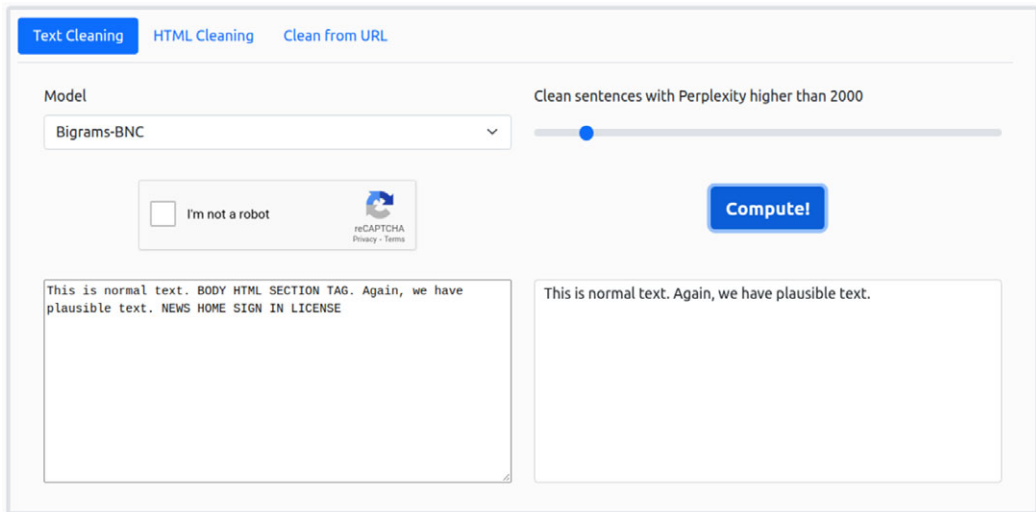 Text Cleaning
HTML Cleaning
Clean from URL
Model
Clean sentences with Perplexity higher than 2000
Bigrams-BNC
I'm not a robot
reCAPTCHA
Privacy - Terms
Compute!
This is normal text. BODY HTML SECTION TAG. Again, we have
plausible text. NEWS HOME SIGN IN LICENSE
This is normal text. Again, we have plausible text.